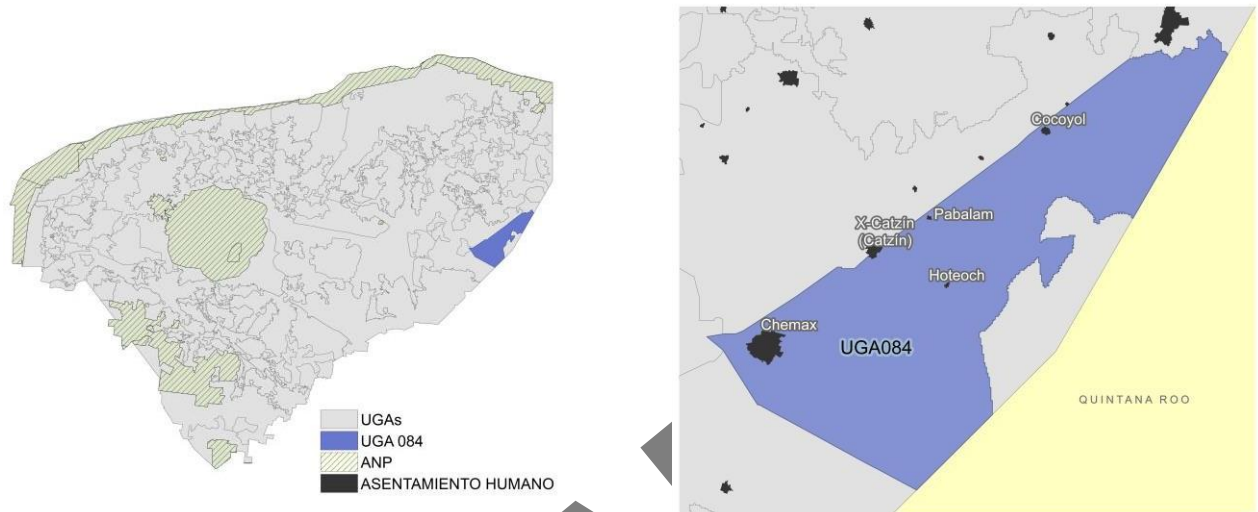 UGAs
UGA 084
ANP
ASENTAMIENTO HUMANO
Cocoyol
Pabalam
X-Catzín
(Catzín)
Hoteoch
Chemax
UGA084
QUINTANA ROO